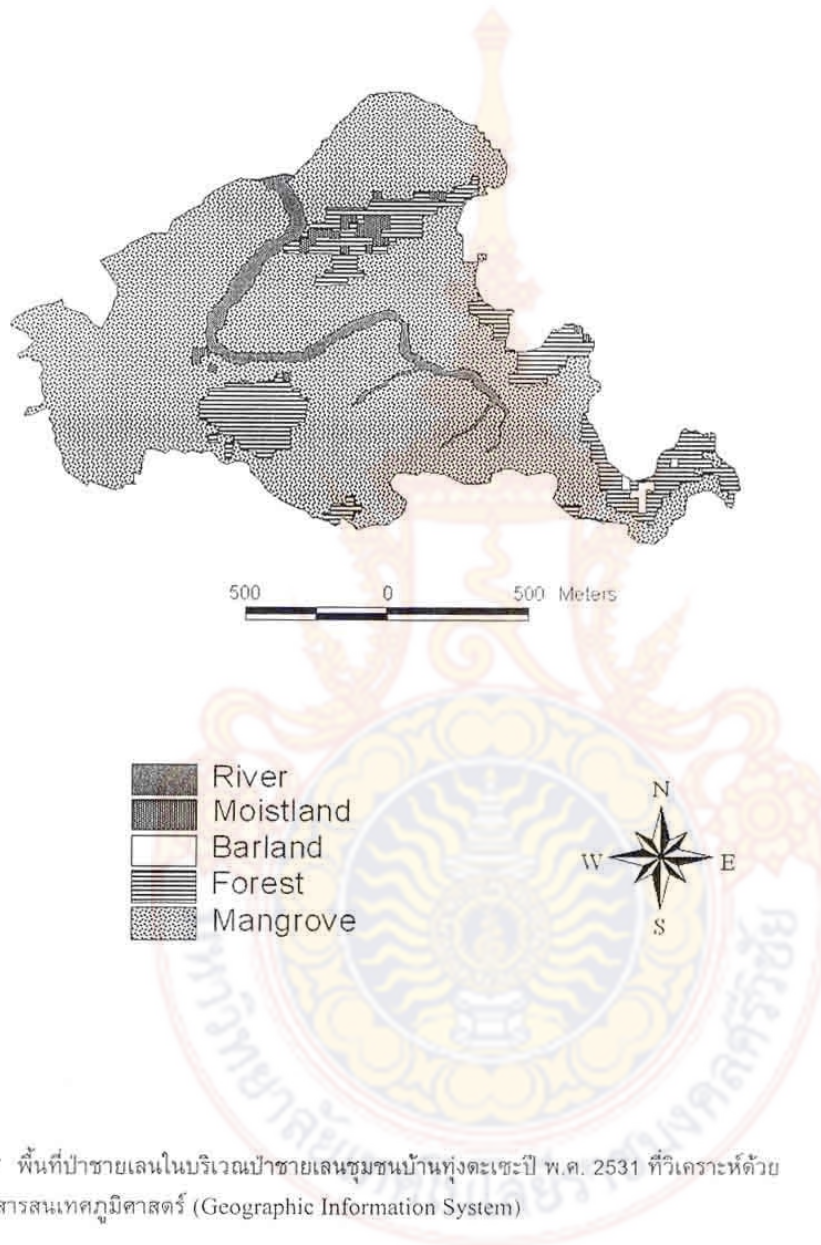 500 0 500 Meters
River
Moistland
Barland
Forest
Mangrove
N
W E
S
พื้นที่ป่าชายเลนในบริเวณป่าชายเลนชุมชนบ้านทุ่งตะเซะปี พ.ศ. 2531 ที่วิเคราะห์ด้วย
สารสนเทศภูมิศาสตร์ (Geographic Information System)